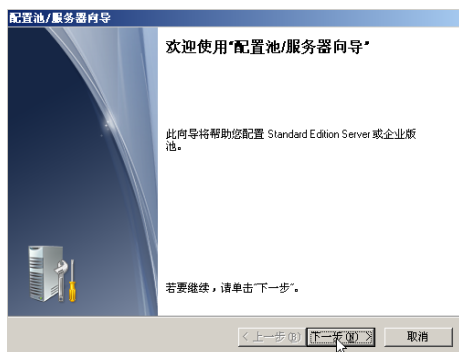 配置池/服务器向导
欢迎使用"配置池/服务器向导"
此向导将帮助您配置 Standard Edition Server 或企业版
池。
若要继续，请单击"下一步"。
< 上一步(B)
下一步(N) >
取消